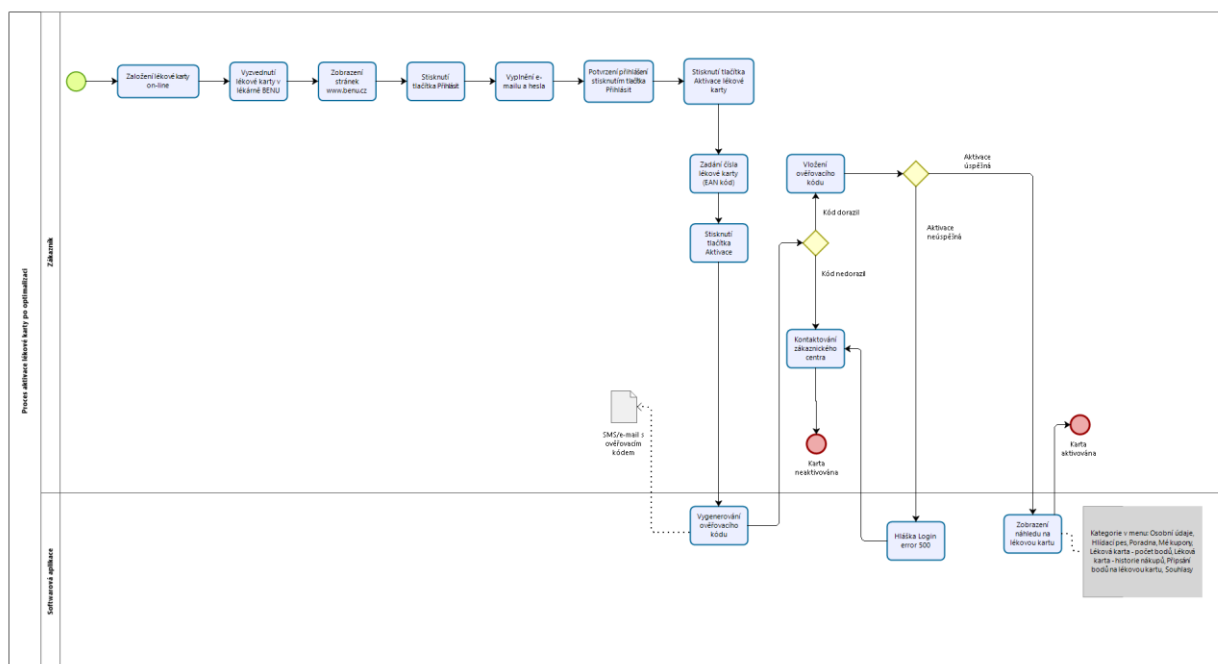 Proces aktivace lékové karty po optimalizaci
Zákazník
Založení lékové karty
on-line
Vyzvednutí
lékové karty v
lékárně BENU
Zobrazení
stránek
www.benu.cz
Stisknutí
tlačítka Přihlásit
Vyplnění e-
mailu a hesla
Potvrzení přihlášení
stisknutím tlačítka
Přihlásit
Stisknutí tlačítka
Aktivace lékové
karty
Zadání čísla
lékové karty
(EAN kód)
Stisknutí
tlačítka
Aktivace
Vložení
ověřovacího
kódu
Aktivace
úspěšná
Kód dorazil
Aktivace
neúspěšná
Kód nedorazil
Kontaktování
zákaznického
centra
SMS/e-mail s
ověřovacím
kódem
Karta
neaktivována
Karta
aktivována
Softwarová aplikace
Vygenerování
ověřovacího
kódu
Hláška Login
error 500
Zobrazení
náhledu na
lékovou kartu
Kategorie v menu: Osobní údaje,
Hlídací pes, Poradna, Mé kupony,
Léková karta - počet bodů, Léková
karta - historie nákupů, Připsání
bodů na lékovou kartu, Souhlasy